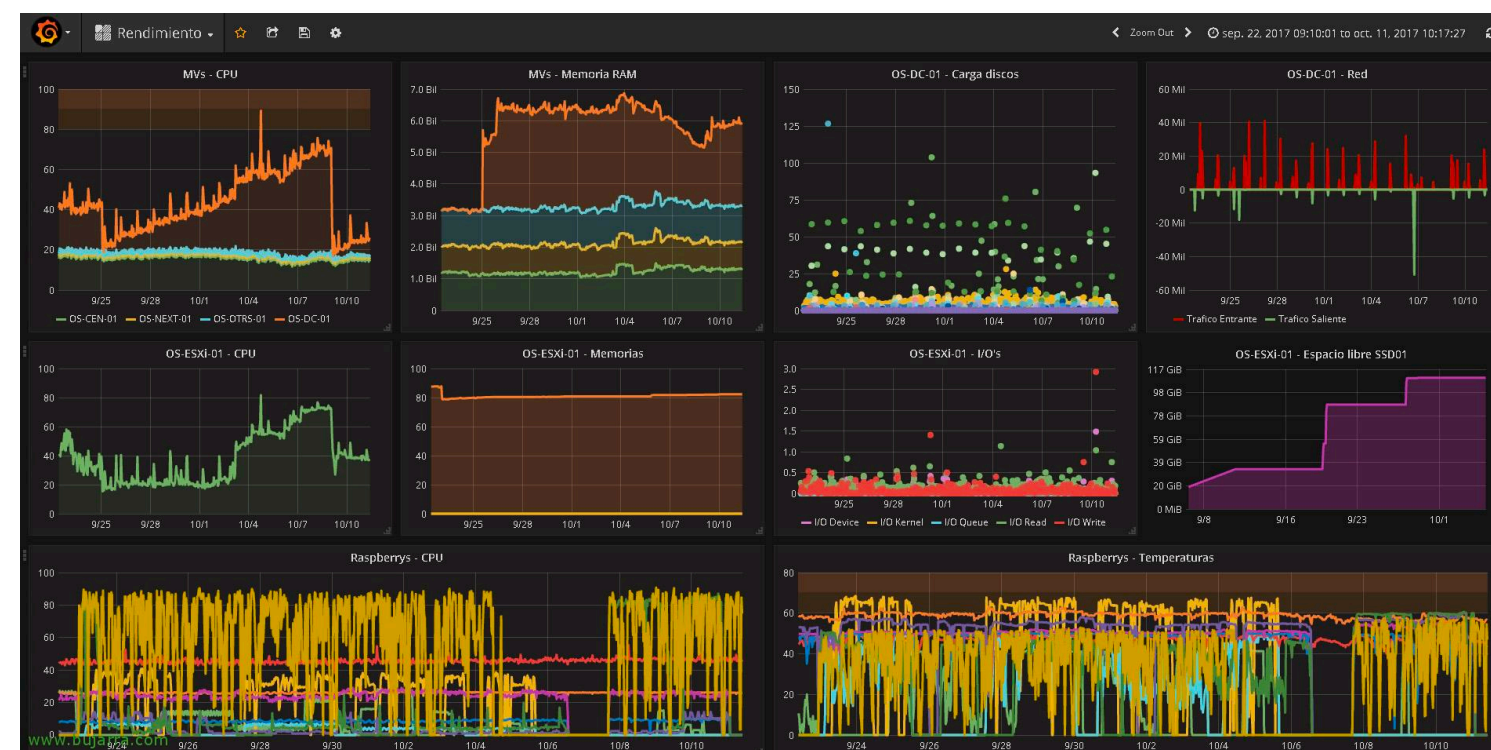 Rendimiento
Zoom Out
sep. 22, 2017 09:10:01 to oct. 11, 2017 10:17:27
MVs - CPU
100
80
60
40
20
0
9/25 9/28 10/1 10/4 10/7 10/10
OS-CEN-01 OS-NEXT-01 OS-OTRS-01 OS-DC-01
MVs - Memoria RAM
7.0 Bil
6.0 Bil
5.0 Bil
4.0 Bil
3.0 Bil
2.0 Bil
1.0 Bil
0
9/25 9/28 10/1 10/4 10/7 10/10
OS-DC-01 - Carga discos
150
125
100
75
50
25
0
9/25 9/28 10/1 10/4 10/7 10/10
OS-DC-01 - Red
60 Mil
40 Mil
20 Mil
0
-20 Mil
-40 Mil
-60 Mil
9/25 9/28 10/1 10/4 10/7 10/10
Trafico Entrante Trafico Saliente
OS-ESXi-01 - CPU
100
80
60
40
20
0
9/25 9/28 10/1 10/4 10/7 10/10
OS-ESXi-01 - Memorias
100
80
60
40
20
0
9/25 9/28 10/1 10/4 10/7 10/10
OS-ESXi-01 - I/O's
3.0
2.5
2.0
1.5
1.0
0.5
0
9/25 9/28 10/1 10/4 10/7 10/10
I/O Device I/O Kernel I/O Queue I/O Read I/O Write
OS-ESXi-01 - Espacio libre SSD01
117 GiB
98 GiB
78 GiB
59 GiB
39 GiB
20 GiB
0 MiB
9/8 9/16 9/23 10/1
Raspberrys - CPU
100
80
60
40
20
0
9/24 9/26 9/28 9/30 10/2 10/4 10/6 10/8 10/10
Raspberrys - Temperaturas
80
60
40
20
0
9/24 9/26 9/28 9/30 10/2 10/4 10/6 10/8 10/10
www.bujarra.com